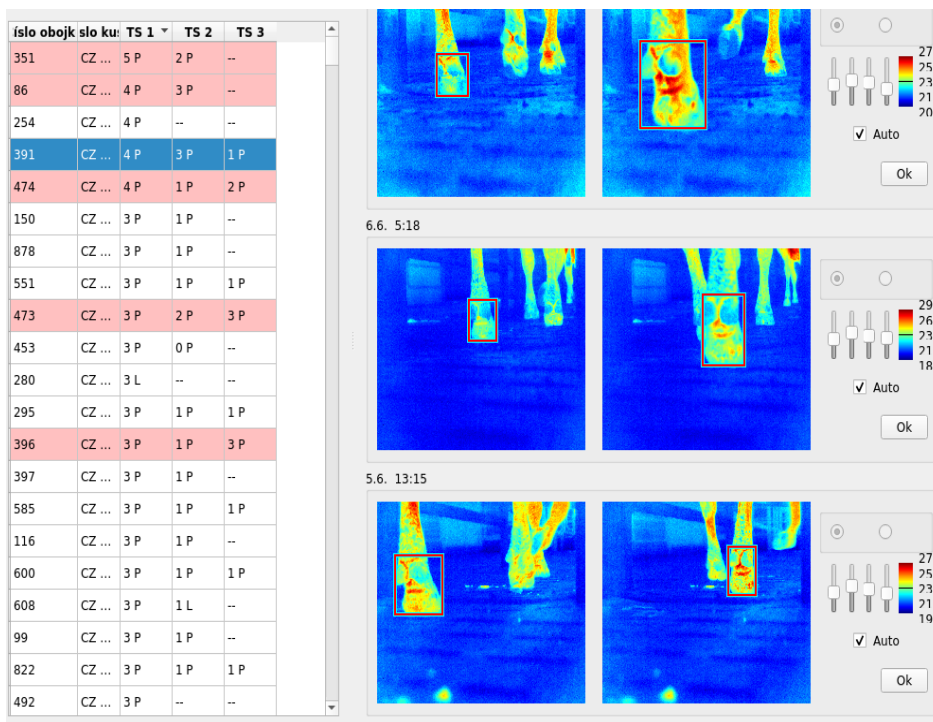 íslo obojk slo ku: TS 1 TS 2 TS 3
351 CZ ... 5 P 2 P --
86 CZ ... 4 P 3 P --
254 CZ ... 4 P -- --
391 CZ ... 4 P 3 P 1 P
474 CZ ... 4 P 1 P 2 P
150 CZ ... 3 P 1 P --
878 CZ ... 3 P 1 P --
551 CZ ... 3 P 1 P 1 P
473 CZ ... 3 P 2 P 3 P
453 CZ ... 3 P 0 P --
280 CZ ... 3 L -- --
295 CZ ... 3 P 1 P 1 P
396 CZ ... 3 P 1 P 3 P
397 CZ ... 3 P 1 P --
585 CZ ... 3 P 1 P 1 P
116 CZ ... 3 P 1 P --
600 CZ ... 3 P 1 P 1 P
608 CZ ... 3 P 1 L --
99 CZ ... 3 P 1 P --
822 CZ ... 3 P 1 P 1 P
492 CZ ... 3 P -- --
27
25
23
21
20
Auto
Ok
6.6. 5:18
29
26
23
21
18
Auto
Ok
5.6. 13:15
27
25
23
21
19
Auto
Ok